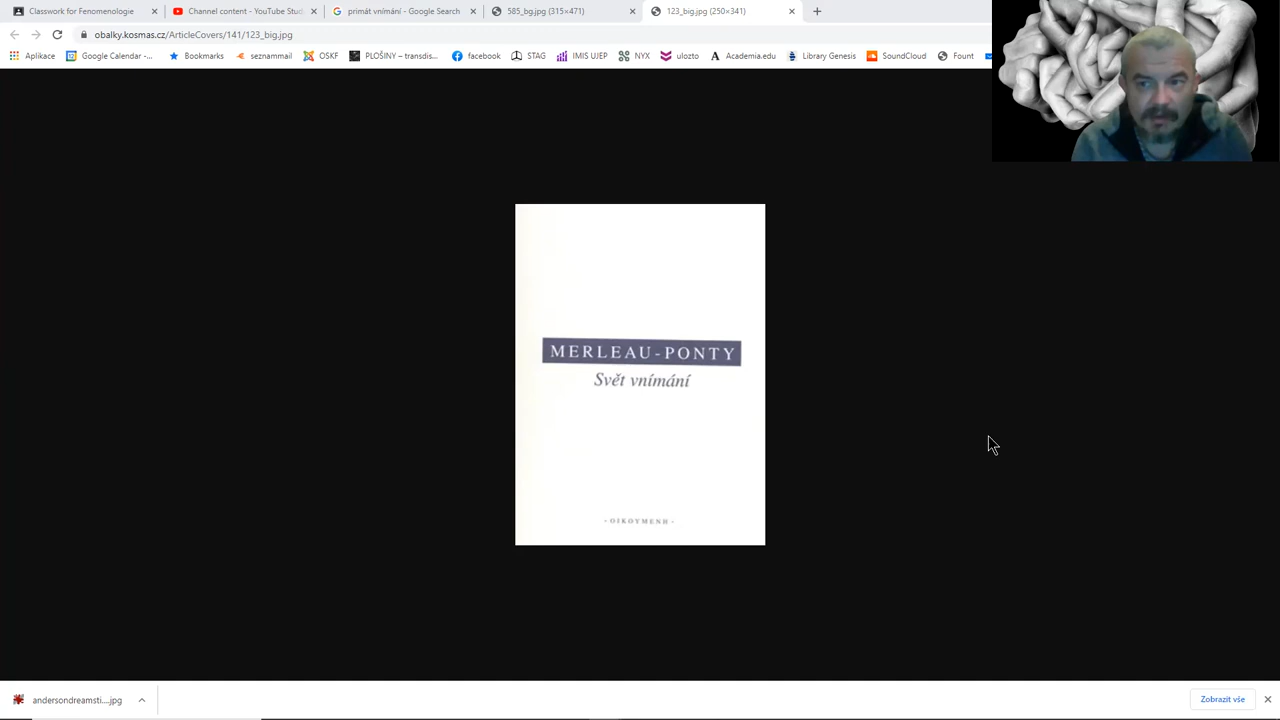 Classwork for Fenomenologie
Channel content - YouTube Stud
primát vnímání - Google Search
585_bg.jpg (315×471)
123_big.jpg (250×341)
obalky.kosmas.cz/ArticleCovers/141/123_big.jpg
Aplikace
Google Calendar -...
Bookmarks
seznammail
OSKF
PLOŠINY – transdis...
facebook
STAG
IMIS UJEP
NYX
ulozto
Academia.edu
Library Genesis
SoundCloud
Fount
MERLEAU-PONTY
Svět vnímání
· OIKOYMENH ·
andersondreamsti....jpg
Zobrazit vše